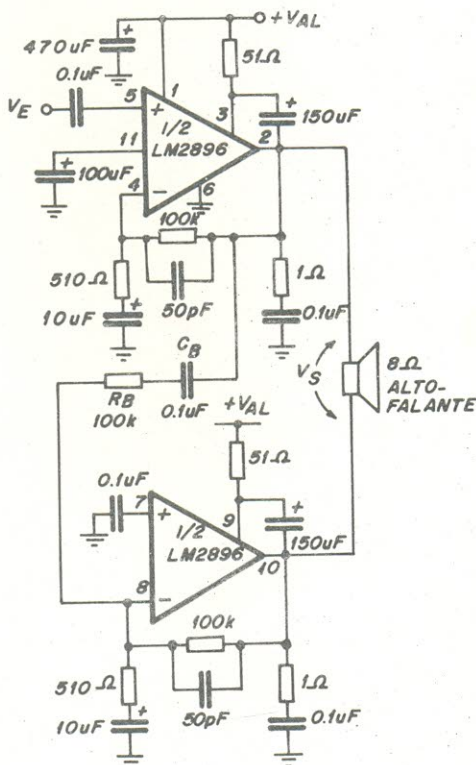 +VAL
470uF
51Ω
0.1uF
VE
5
1
3
150uF
+
1/2
LM2896
2
11
100uF
4
−
6
100k
510Ω
50pF
1Ω
10uF
0.1uF
CB
VS
8Ω
ALTO-
FALANTE
RB
100k
0.1uF
+VAL
51Ω
0.1uF
7
+
9
150uF
1/2
LM2896
10
8
−
100k
510Ω
50pF
1Ω
10uF
0.1uF